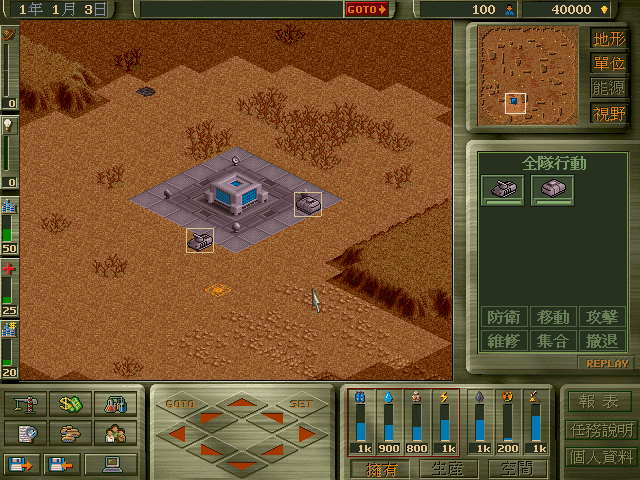 1年 1月 3日
GOTO
100
40000
0
0
50
25
20
地形
單位
能源
視野
全隊行動
防衛 移動 攻擊
維修 集合 撤退
REPLAY
GOTO SET
1k 900 800 1k 1k 200 1k
擁有 生產 空間
報表
任務說明
個人資料